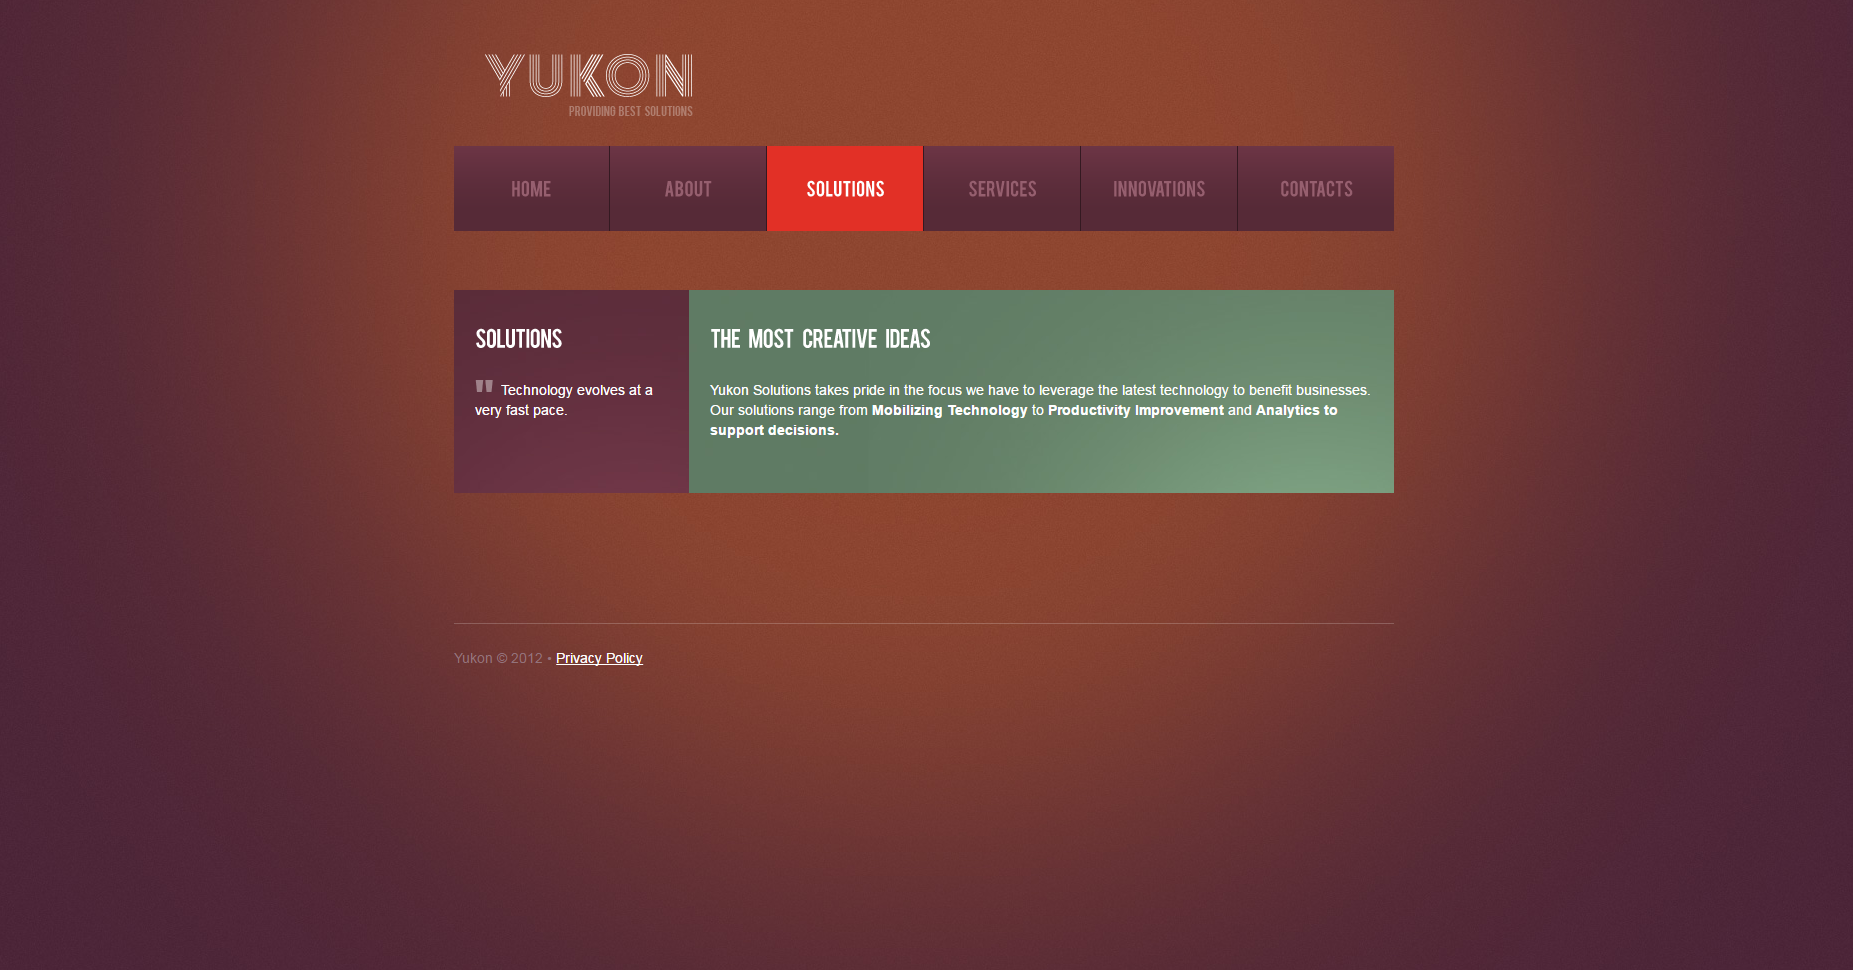 YUKON
PROVIDING BEST SOLUTIONS
HOME
ABOUT
SOLUTIONS
SERVICES
INNOVATIONS
CONTACTS
SOLUTIONS
" Technology evolves at a
very fast pace.
THE MOST CREATIVE IDEAS
Yukon Solutions takes pride in the focus we have to leverage the latest technology to benefit businesses.
Our solutions range from Mobilizing Technology to Productivity Improvement and Analytics to
support decisions.
Yukon © 2012 • Privacy Policy